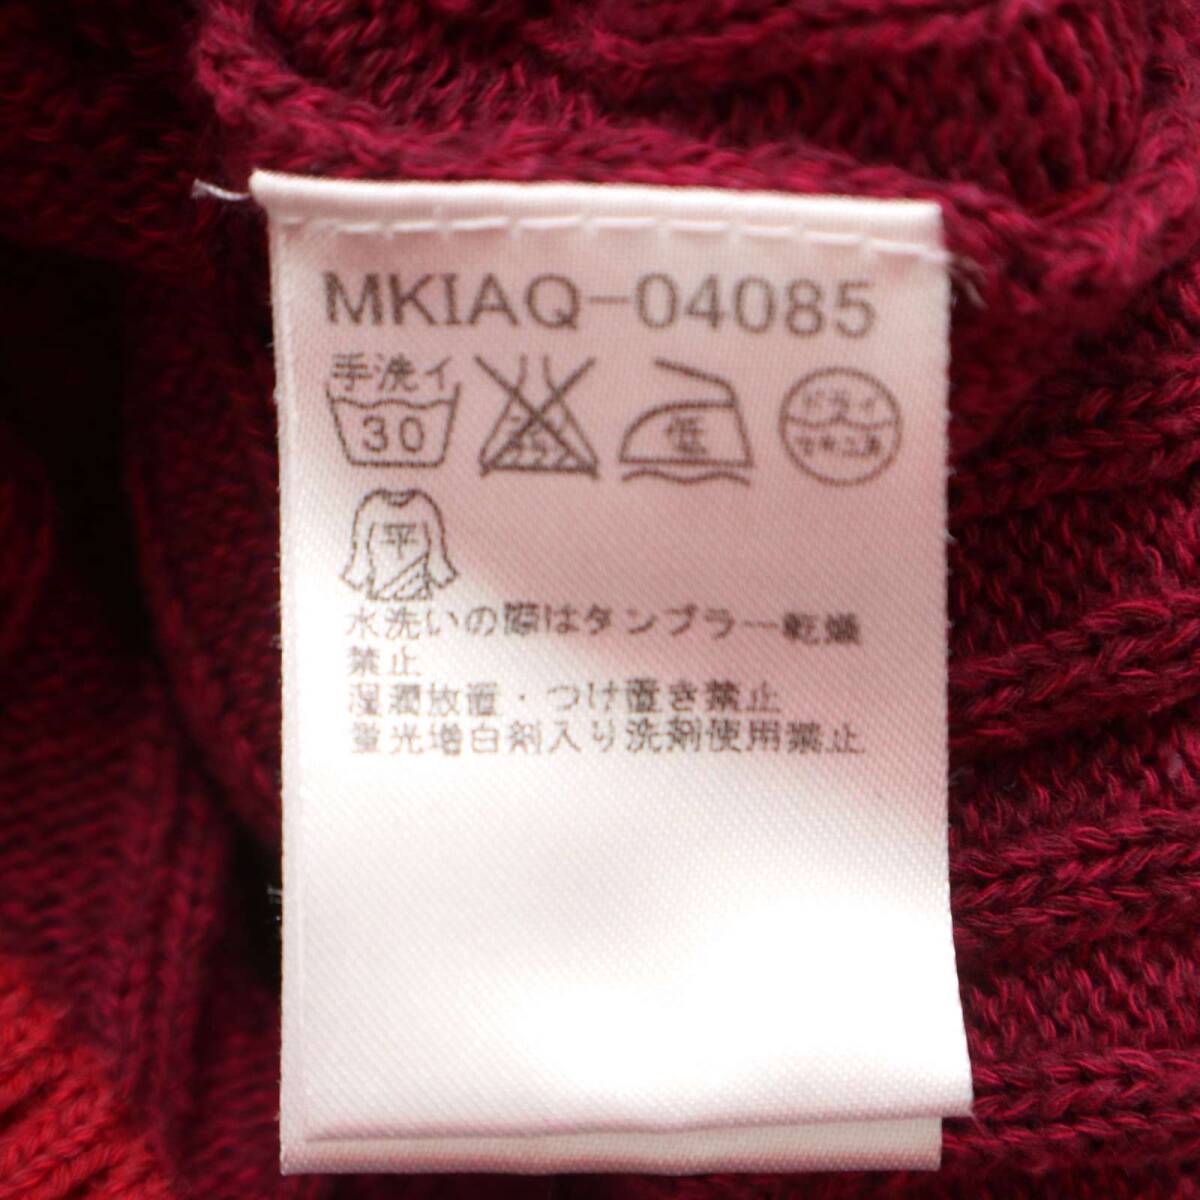 MKIAQ-04085
手洗イ
30
低
ドライ
セキユ系
平
水洗いの際はタンブラー乾燥
禁止
湿潤放置・つけ置き禁止
蛍光増白剤入り洗剤使用禁止